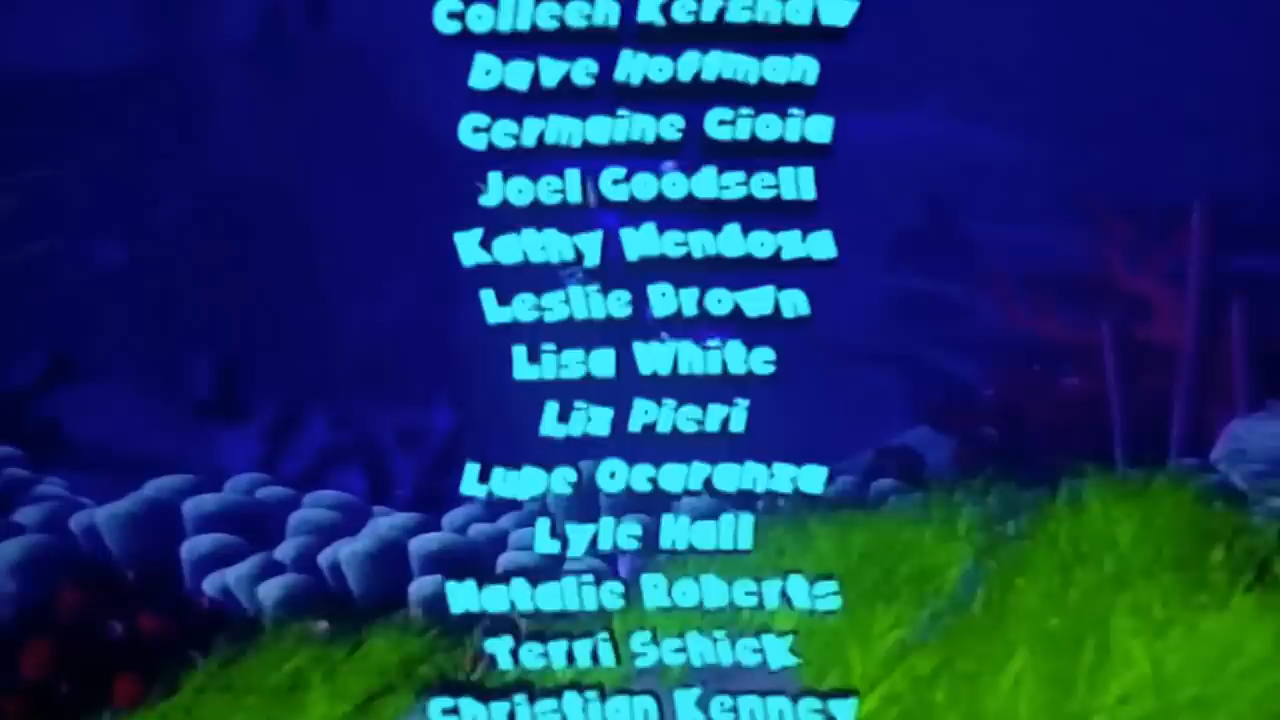 Colleen Kershaw
Dave Hoffman
Germaine Gioia
Joel Goodsell
Kathy Mendoza
Leslie Brown
Lisa White
Liz Pieri
Lupe Ocaranza
Lyle Hall
Natalie Roberts
Terri Schick
Christian Kenney